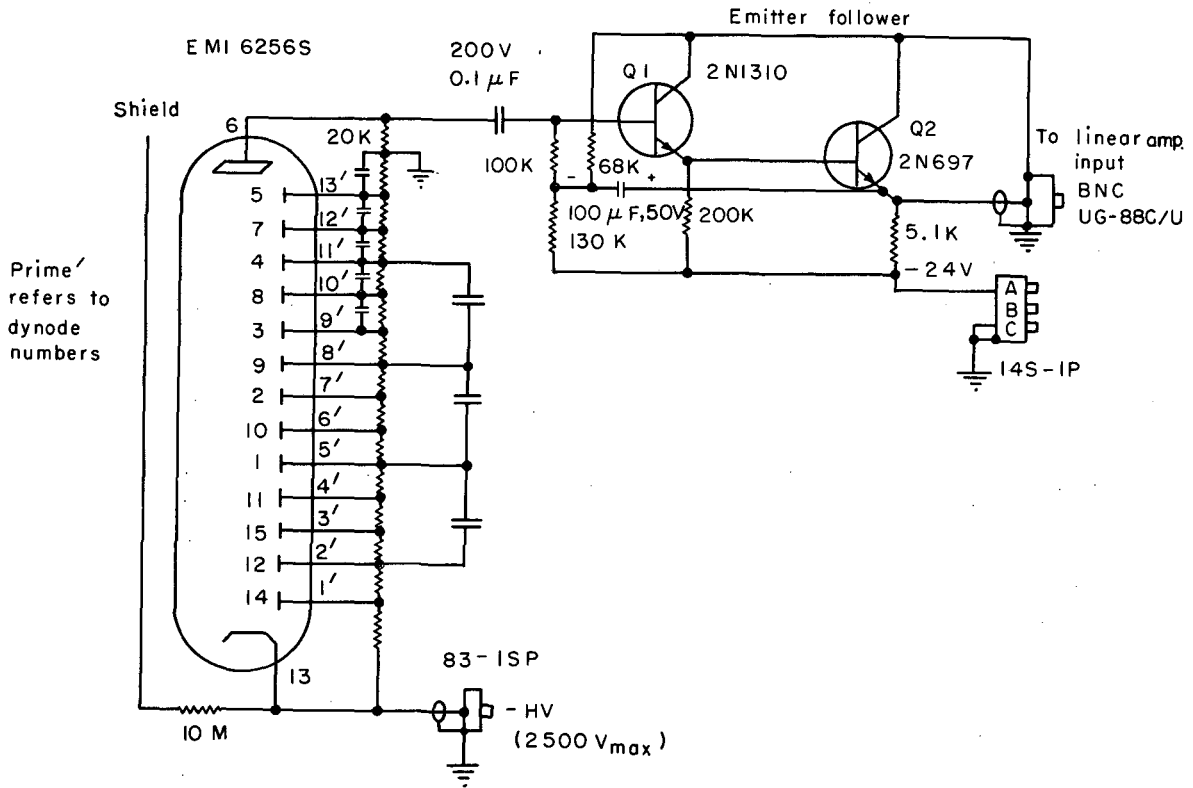 Emitter follower
EMI 6256S
200V
0.1 μF
Q1
2N1310
Shield
6
20K
Q2
To linear amp.
input
BNC
UG-88C/U
100K
68K
2N697
5
13′
- +
7
12′
100 μF, 50V
200K
130 K
5.1K
4
11′
-24V
Prime′
refers to
dynode
numbers
8
10′
A
B
C
3
9′
9
8′
14S-1P
2
7′
10
6′
1
5′
11
4′
15
3′
12
2′
14
1′
13
83-1SP
10 M
-HV
(2500 Vmax)